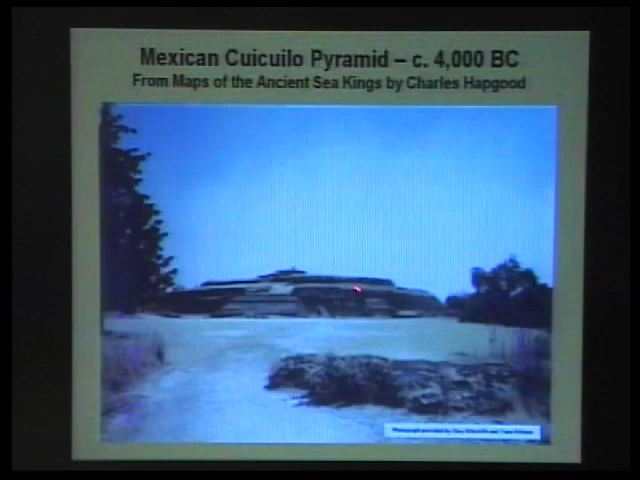 Mexican Cuicuilo Pyramid – c. 4,000 BC
From Maps of the Ancient Sea Kings by Charles Hapgood